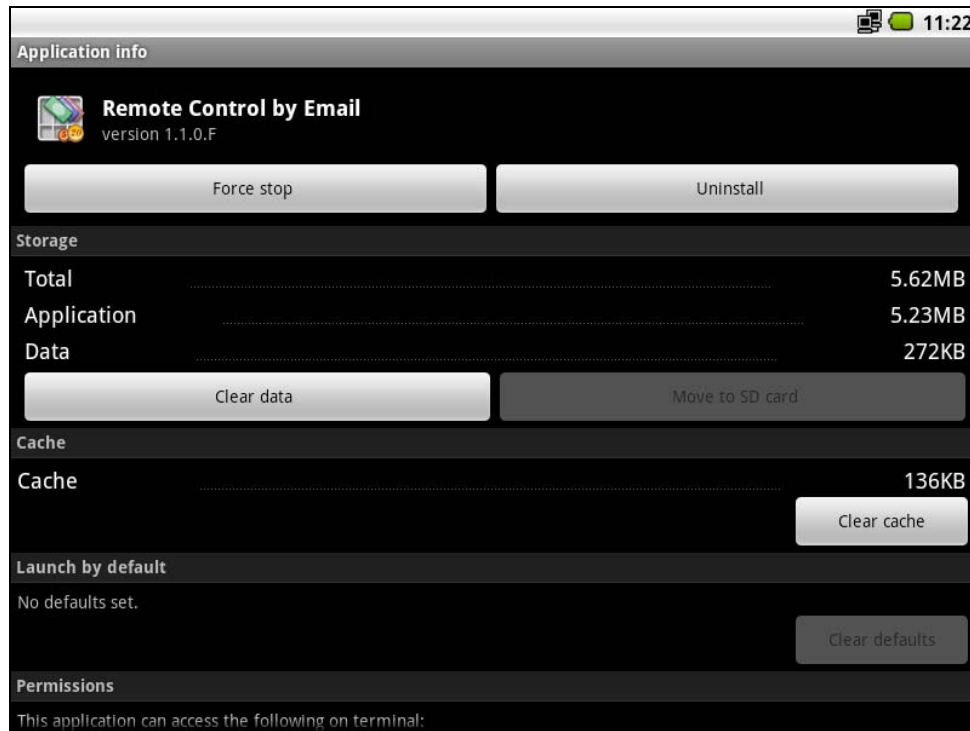 11:22
Application info
Remote Control by Email
version 1.1.0.F
Force stop Uninstall
Storage
Total 5.62MB
Application 5.23MB
Data 272KB
Clear data Move to SD card
Cache
Cache 136KB
Clear cache
Launch by default
No defaults set.
Clear defaults
Permissions
This application can access the following on terminal: